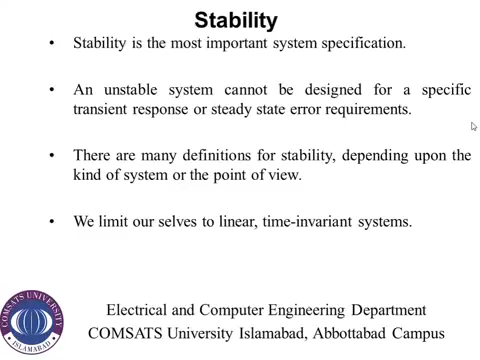 Stability
• Stability is the most important system specification.
• An unstable system cannot be designed for a specific
transient response or steady state error requirements.
• There are many definitions for stability, depending upon the
kind of system or the point of view.
• We limit our selves to linear, time-invariant systems.
COMSATS UNIVERSITY
ISLAMABAD
Electrical and Computer Engineering Department
COMSATS University Islamabad, Abbottabad Campus